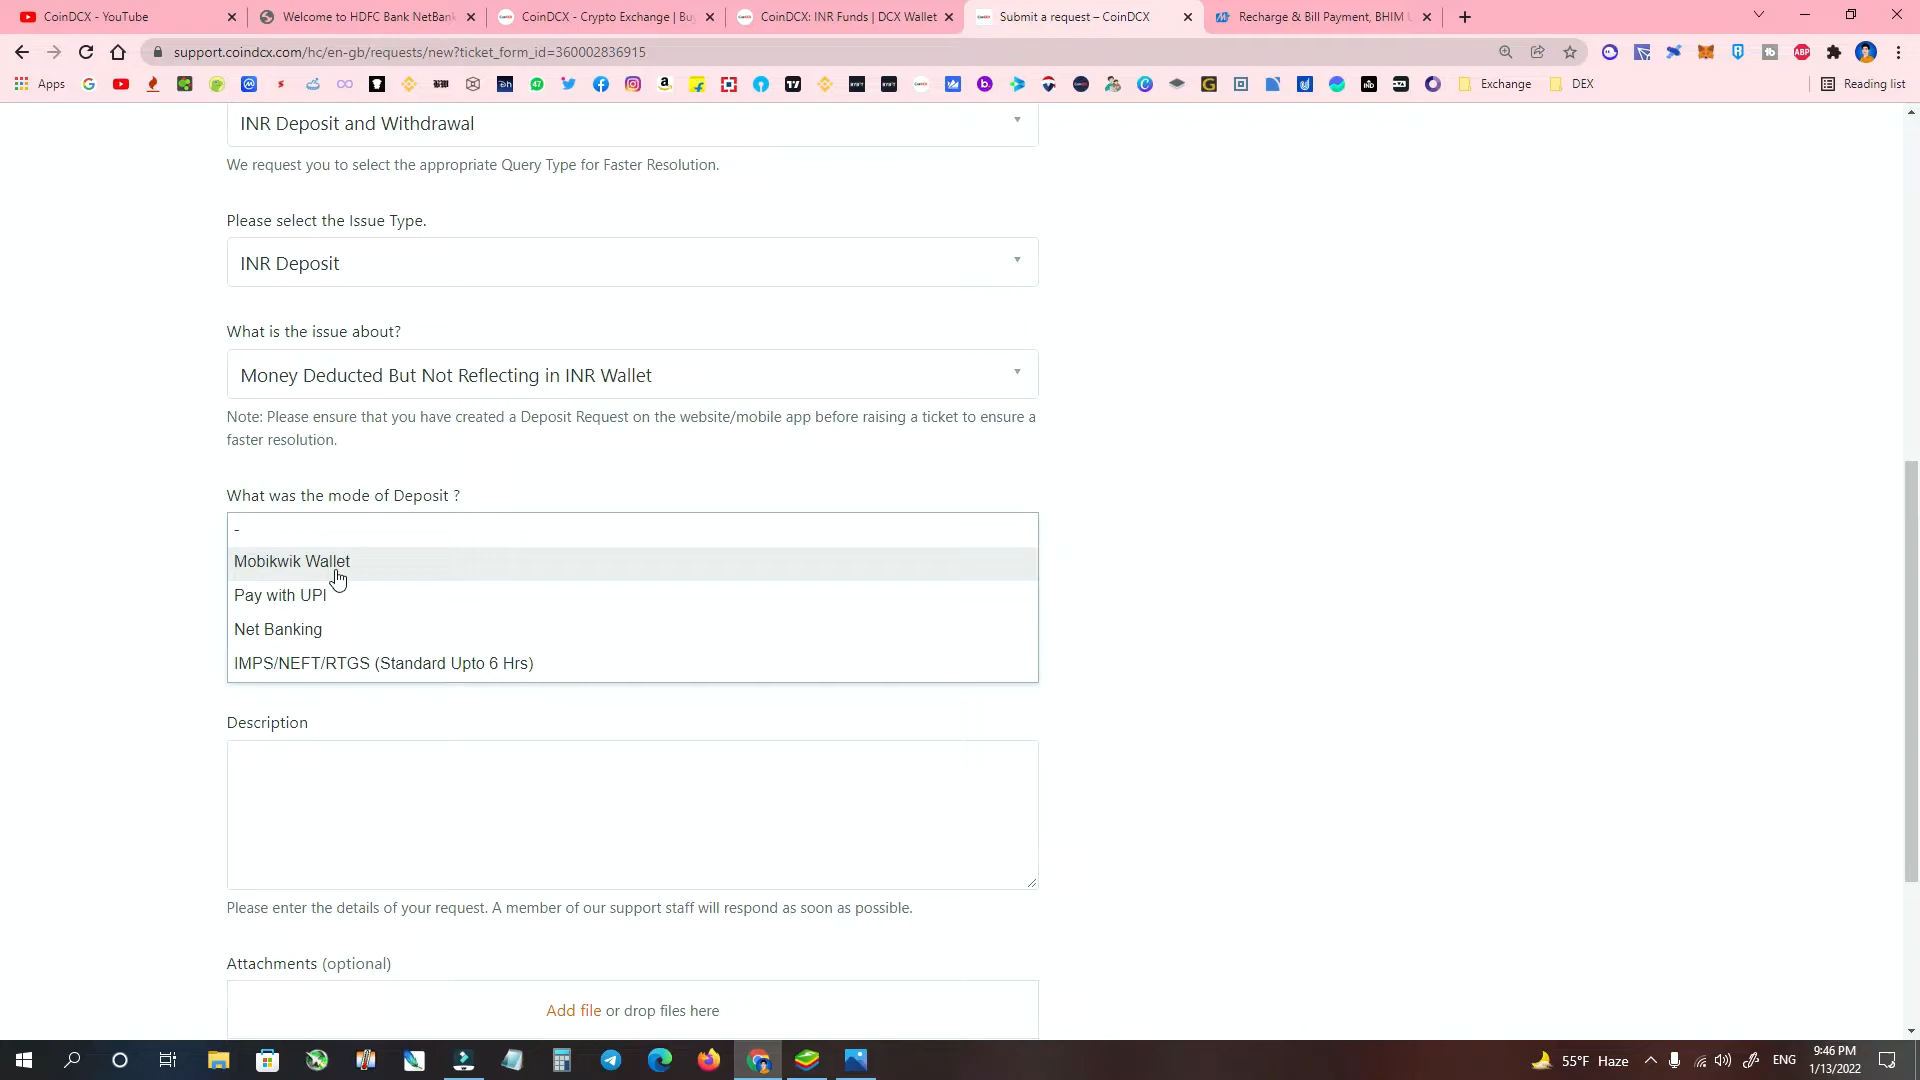 CoinDCX - YouTube
Welcome to HDFC Bank NetBank
CoinDCX - Crypto Exchange | Buy
CoinDCX: INR Funds | DCX Wallet
Submit a request – CoinDCX
Recharge & Bill Payment, BHIM U
support.coindcx.com/hc/en-gb/requests/new?ticket_form_id=360002836915
Apps
Exchange
DEX
Reading list
INR Deposit and Withdrawal
We request you to select the appropriate Query Type for Faster Resolution.
Please select the Issue Type.
INR Deposit
What is the issue about?
Money Deducted But Not Reflecting in INR Wallet
Note: Please ensure that you have created a Deposit Request on the website/mobile app before raising a ticket to ensure a
faster resolution.
What was the mode of Deposit ?
-
Mobikwik Wallet
Pay with UPI
Net Banking
IMPS/NEFT/RTGS (Standard Upto 6 Hrs)
Description
Please enter the details of your request. A member of our support staff will respond as soon as possible.
Attachments (optional)
Add file or drop files here
55°F Haze
ENG
9:46 PM
1/13/2022